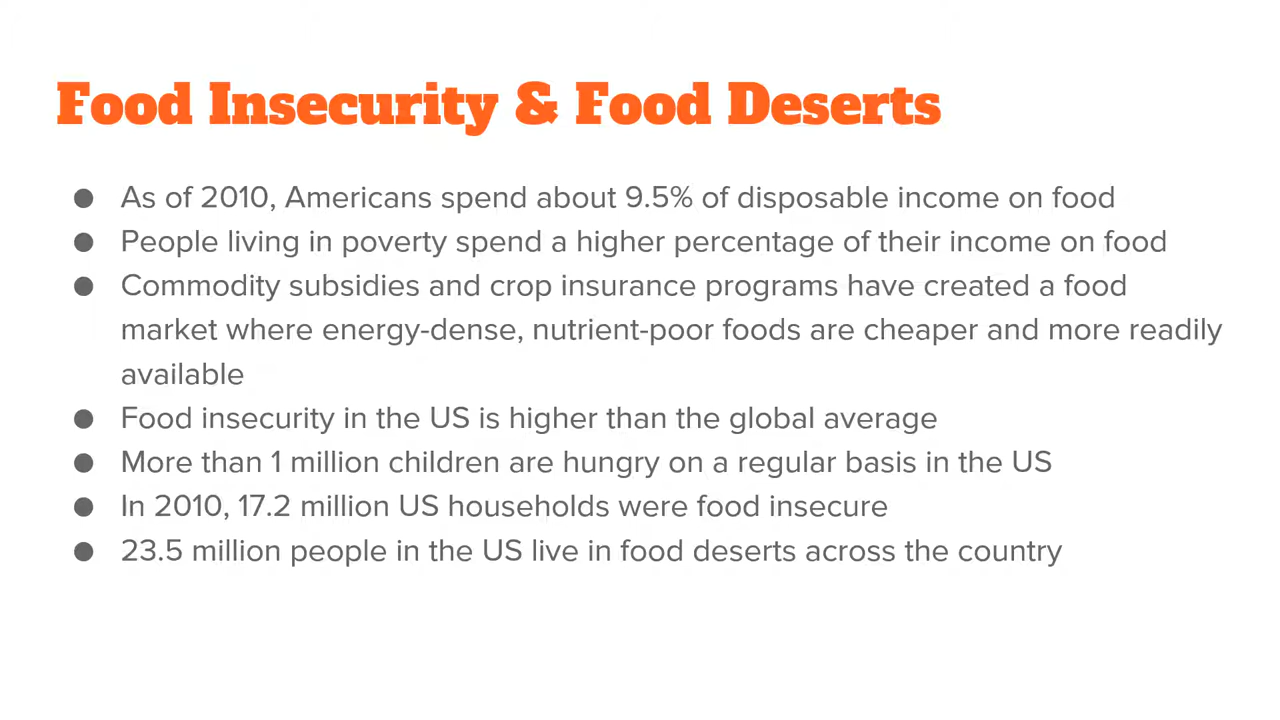 Food Insecurity & Food Deserts
● As of 2010, Americans spend about 9.5% of disposable income on food
● People living in poverty spend a higher percentage of their income on food
● Commodity subsidies and crop insurance programs have created a food
market where energy-dense, nutrient-poor foods are cheaper and more readily
available
● Food insecurity in the US is higher than the global average
● More than 1 million children are hungry on a regular basis in the US
● In 2010, 17.2 million US households were food insecure
● 23.5 million people in the US live in food deserts across the country